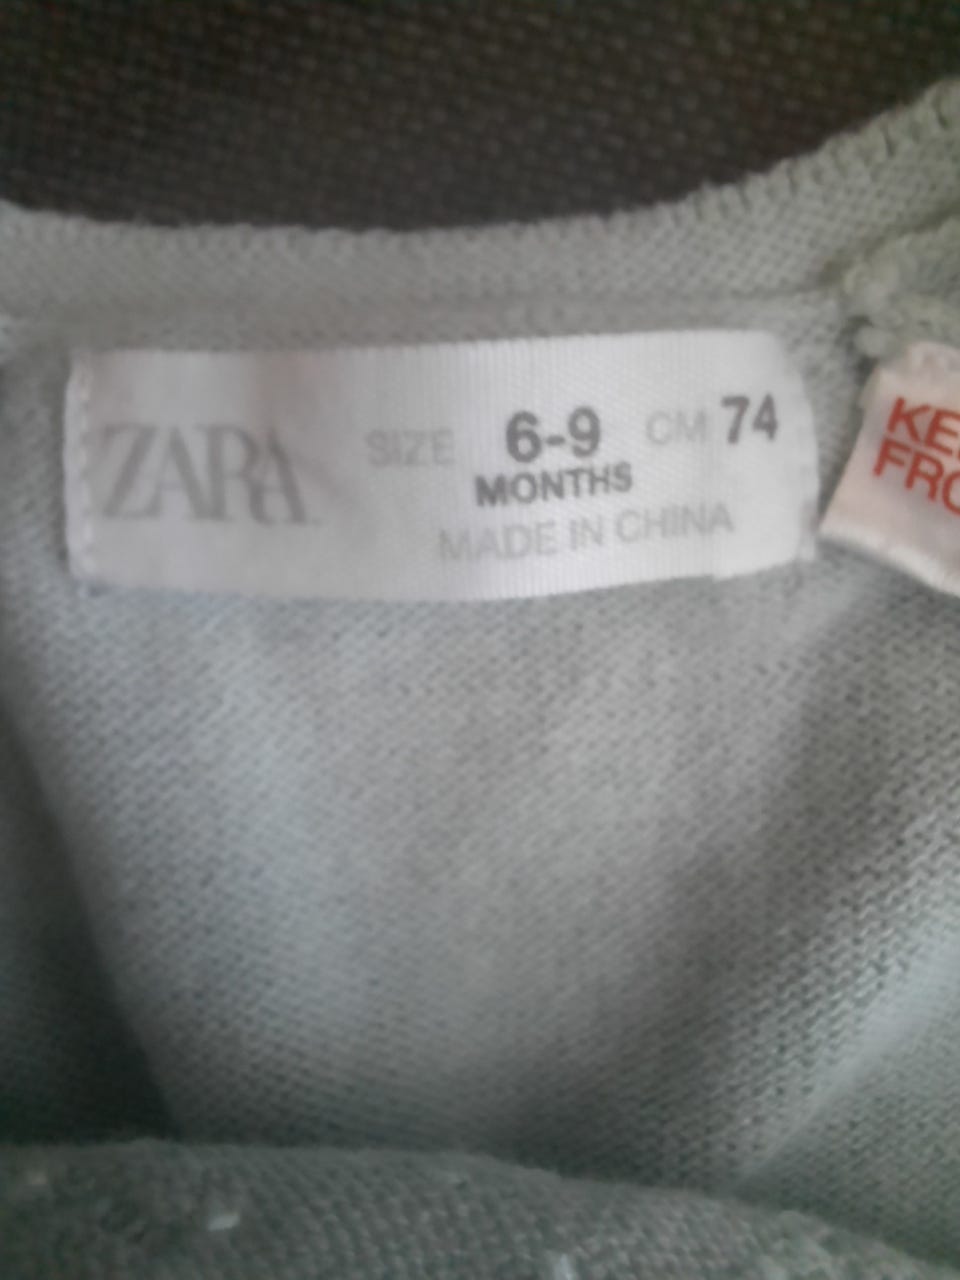 ZARA
SIZE 6-9 CM 74
MONTHS
MADE IN CHINA